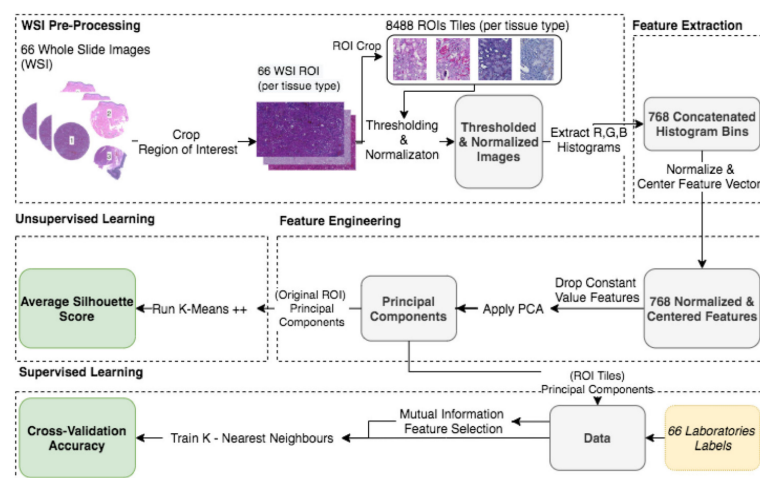 WSI Pre-Processing
66 Whole Slide Images
(WSI)
Crop
Region of Interest
66 WSI ROI
(per tissue type)
ROI Crop
8488 ROIs Tiles (per tissue type)
Thresholding
&
Normalizaton
Thresholded
& Normalized
Images
Extract R,G,B
Histograms
Feature Extraction
768 Concatenated
Histogram Bins
Normalize &
Center Feature Vector
Unsupervised Learning
Feature Engineering
Average Silhouette
Score
Run K-Means ++
(Original ROI)
Principal
Components
Principal
Components
Apply PCA
Drop Constant
Value Features
768 Normalized &
Centered Features
Supervised Learning
(ROI Tiles)
Principal Components
Cross-Validation
Accuracy
Train K - Nearest Neighbours
Mutual Information
Feature Selection
Data
66 Laboratories
Labels